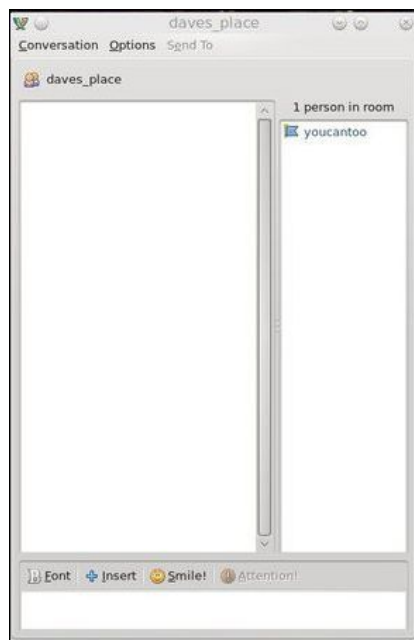 daves_place
Conversation Options Send To
daves_place
1 person in room
youcantoo
Font Insert Smile! Attention!